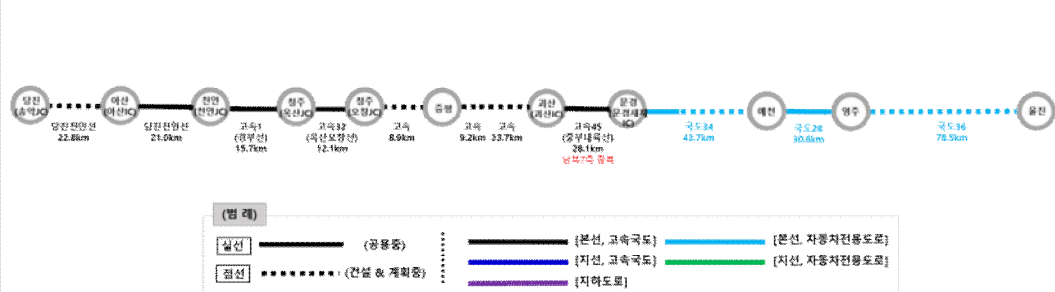 당진
(송악JC)
아산
(아산IC)
천안
(천안JC)
청주
(옥산JC)
청주
(오창JC)
증평
괴산
(괴산IC)
문경
(문경새재
IC)
예천
영주
울진
당진천안선
22.8km
당진천안선
21.0km
고속1
(경부선)
15.7km
고속32
(옥산오창선)
12.1km
고속
8.9km
고속
9.2km
고속
33.7km
고속45
(중부내륙선)
28.1km
남북7축 중복
국도34
43.7km
국도28
30.6km
국도36
78.5km
(범 례)
실선
(공용중)
점선
(건설 & 계획중)
[본선, 고속국도]
[본선, 자동차전용도로]
[지선, 고속국도]
[지선, 자동차전용도로]
[지하도로]